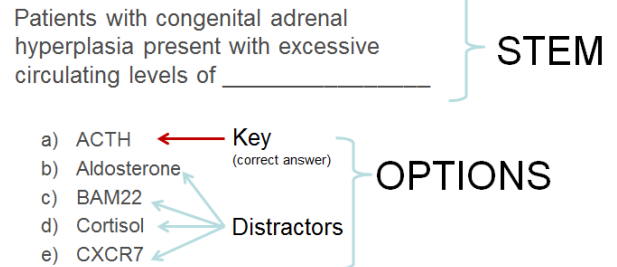 Patients with congenital adrenal
hyperplasia present with excessive
circulating levels of ________________
STEM
a) ACTH
Key
(correct answer)
b) Aldosterone
c) BAM22
d) Cortisol
e) CXCR7
Distractors
OPTIONS